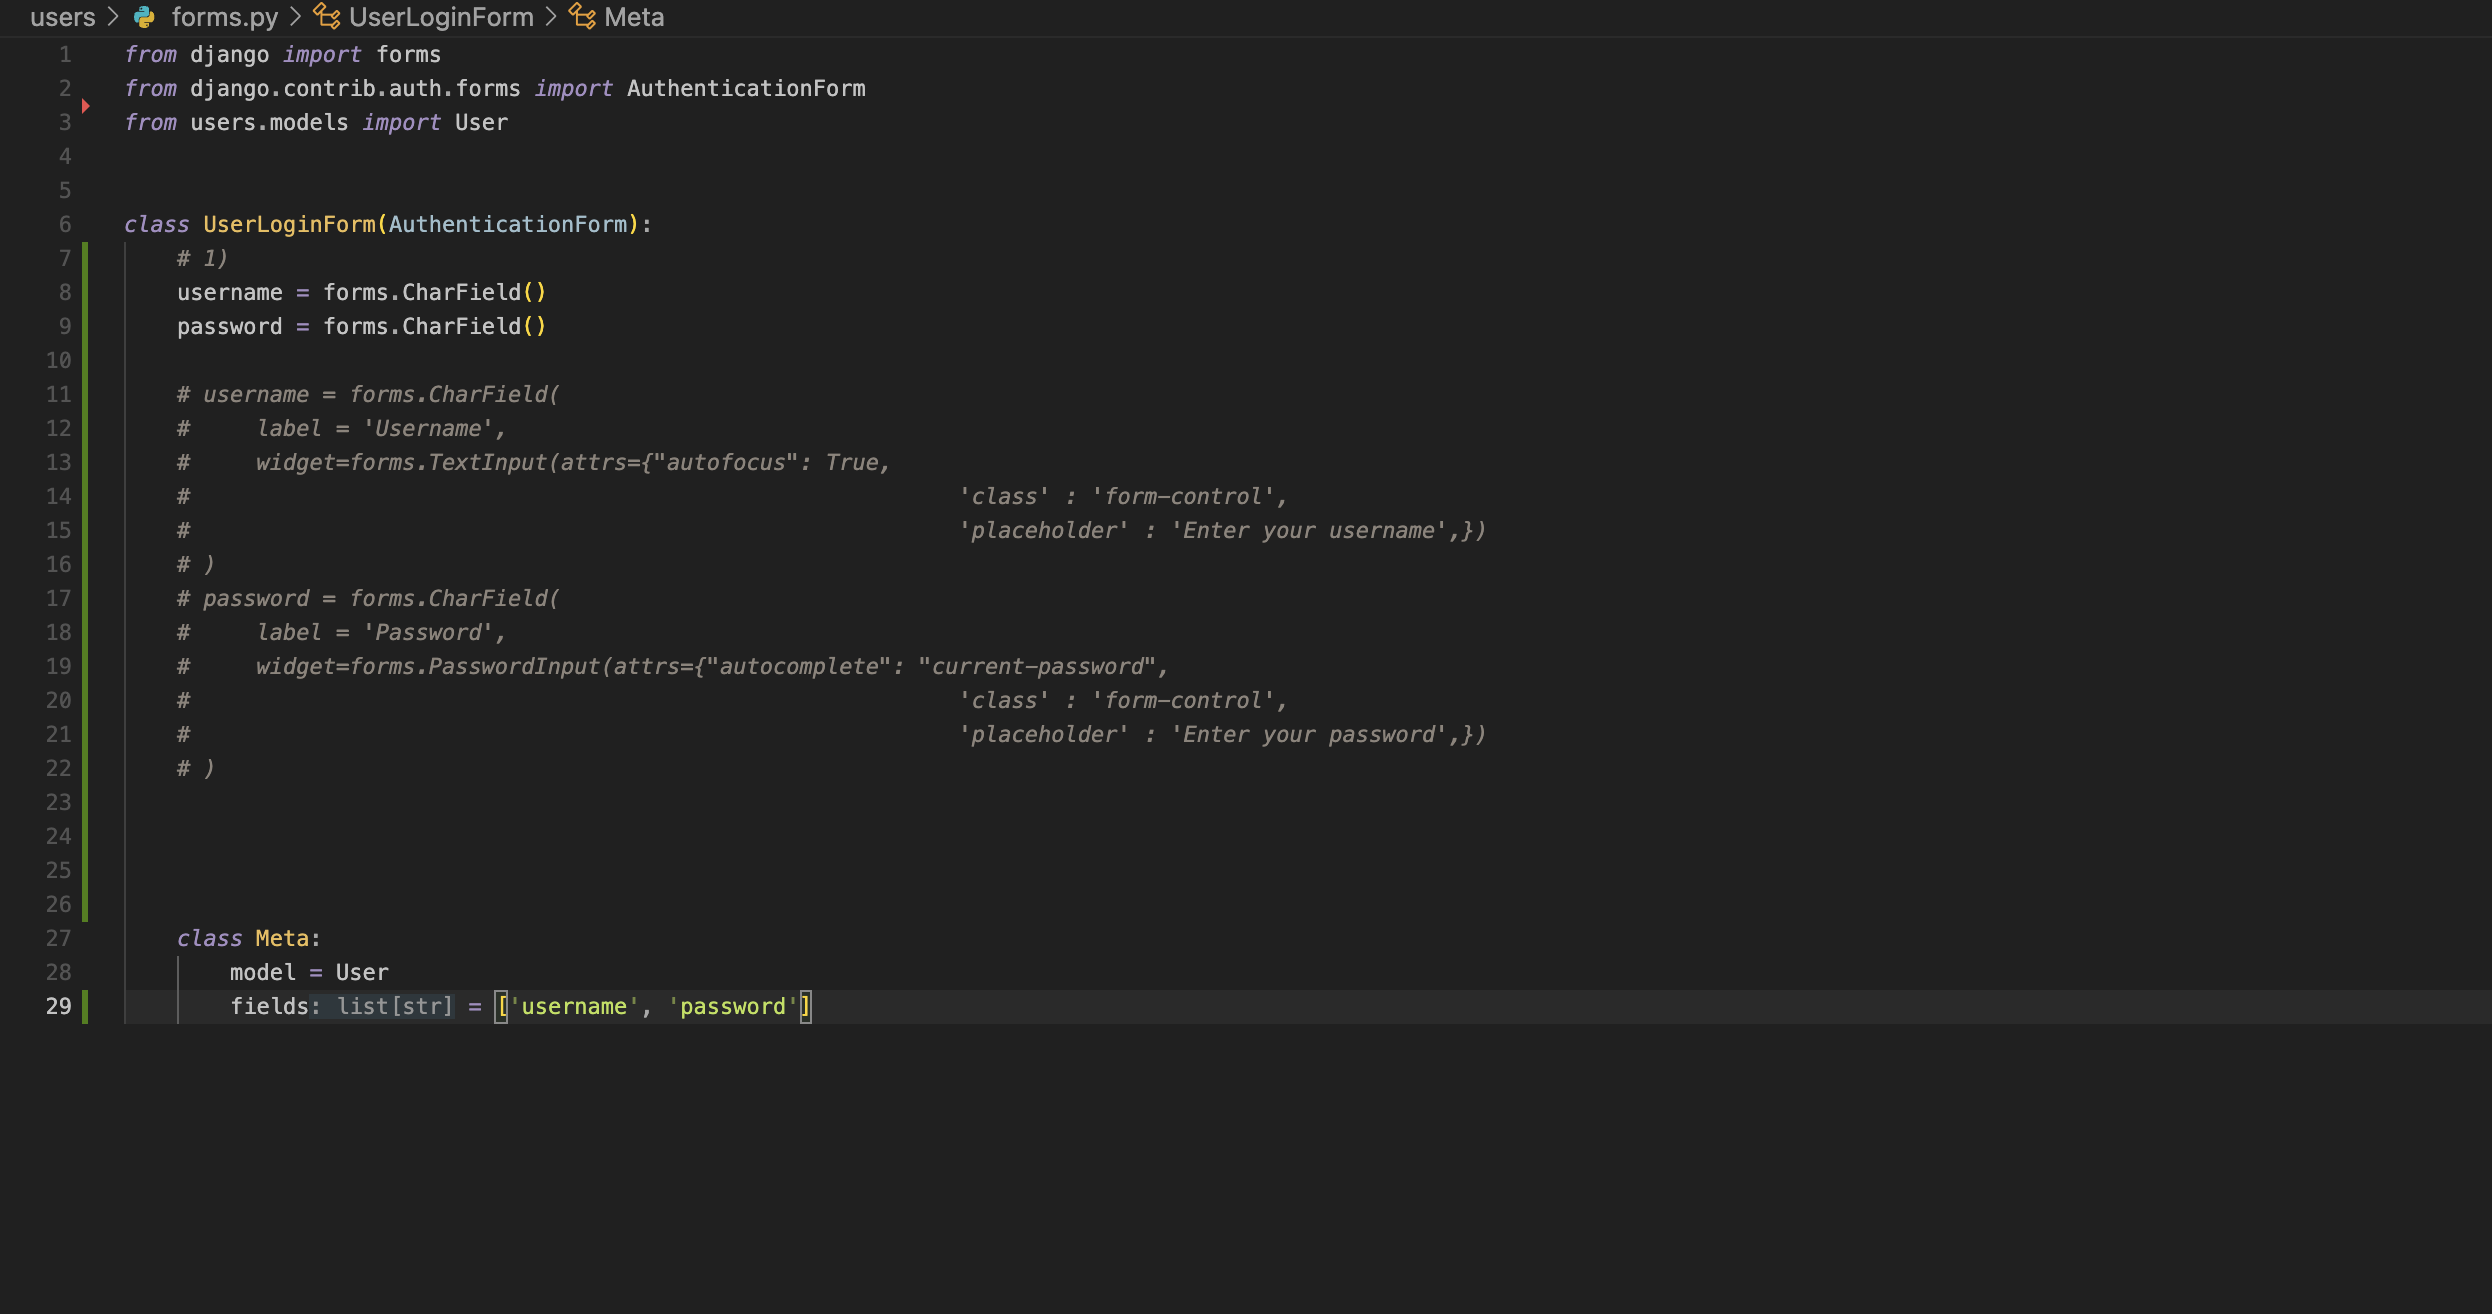 users > forms.py > UserLoginForm > Meta
1 from django import forms
2 from django.contrib.auth.forms import AuthenticationForm
3 from users.models import User
4
5
6 class UserLoginForm(AuthenticationForm):
7     # 1)
8     username = forms.CharField()
9     password = forms.CharField()
10
11     # username = forms.CharField(
12     #     label = 'Username',
13     #     widget=forms.TextInput(attrs={"autofocus": True,
14     #                                                          'class' : 'form-control',
15     #                                                          'placeholder' : 'Enter your username',})
16     # )
17     # password = forms.CharField(
18     #     label = 'Password',
19     #     widget=forms.PasswordInput(attrs={"autocomplete": "current-password",
20     #                                                          'class' : 'form-control',
21     #                                                          'placeholder' : 'Enter your password',})
22     # )
23
24
25
26
27     class Meta:
28         model = User
29         fields: list[str] = ['username', 'password']